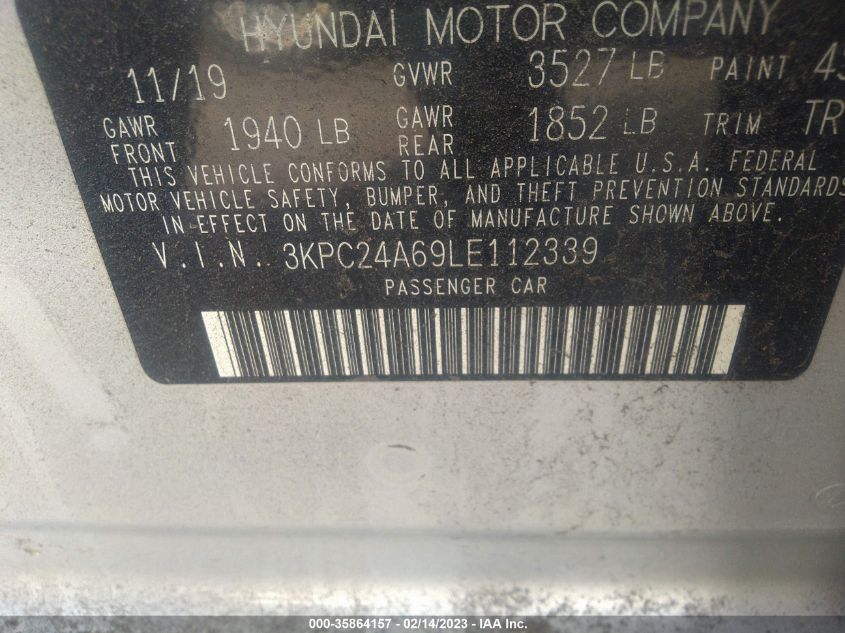 HYUNDAI MOTOR COMPANY
11/19 GVWR 3527 LB PAINT
GAWR FRONT 1940 LB GAWR REAR 1852 LB TRIM
THIS VEHICLE CONFORMS TO ALL APPLICABLE U.S.A. FEDERAL
MOTOR VEHICLE SAFETY, BUMPER, AND THEFT PREVENTION STANDARDS
IN EFFECT ON THE DATE OF MANUFACTURE SHOWN ABOVE.
V.I.N.. 3KPC24A69LE112339
PASSENGER CAR
000-35864157 - 02/14/2023 - IAA Inc.